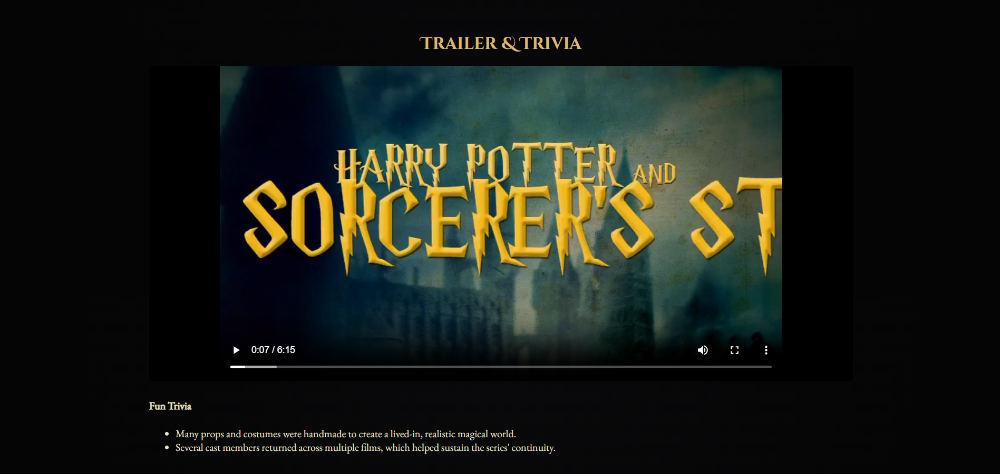 TRAILER & TRIVIA
HARRY POTTER AND
SORCERER'S ST
0:07 / 6:15
Fun Trivia
Many props and costumes were handmade to create a lived-in, realistic magical world.
Several cast members returned across multiple films, which helped sustain the series' continuity.